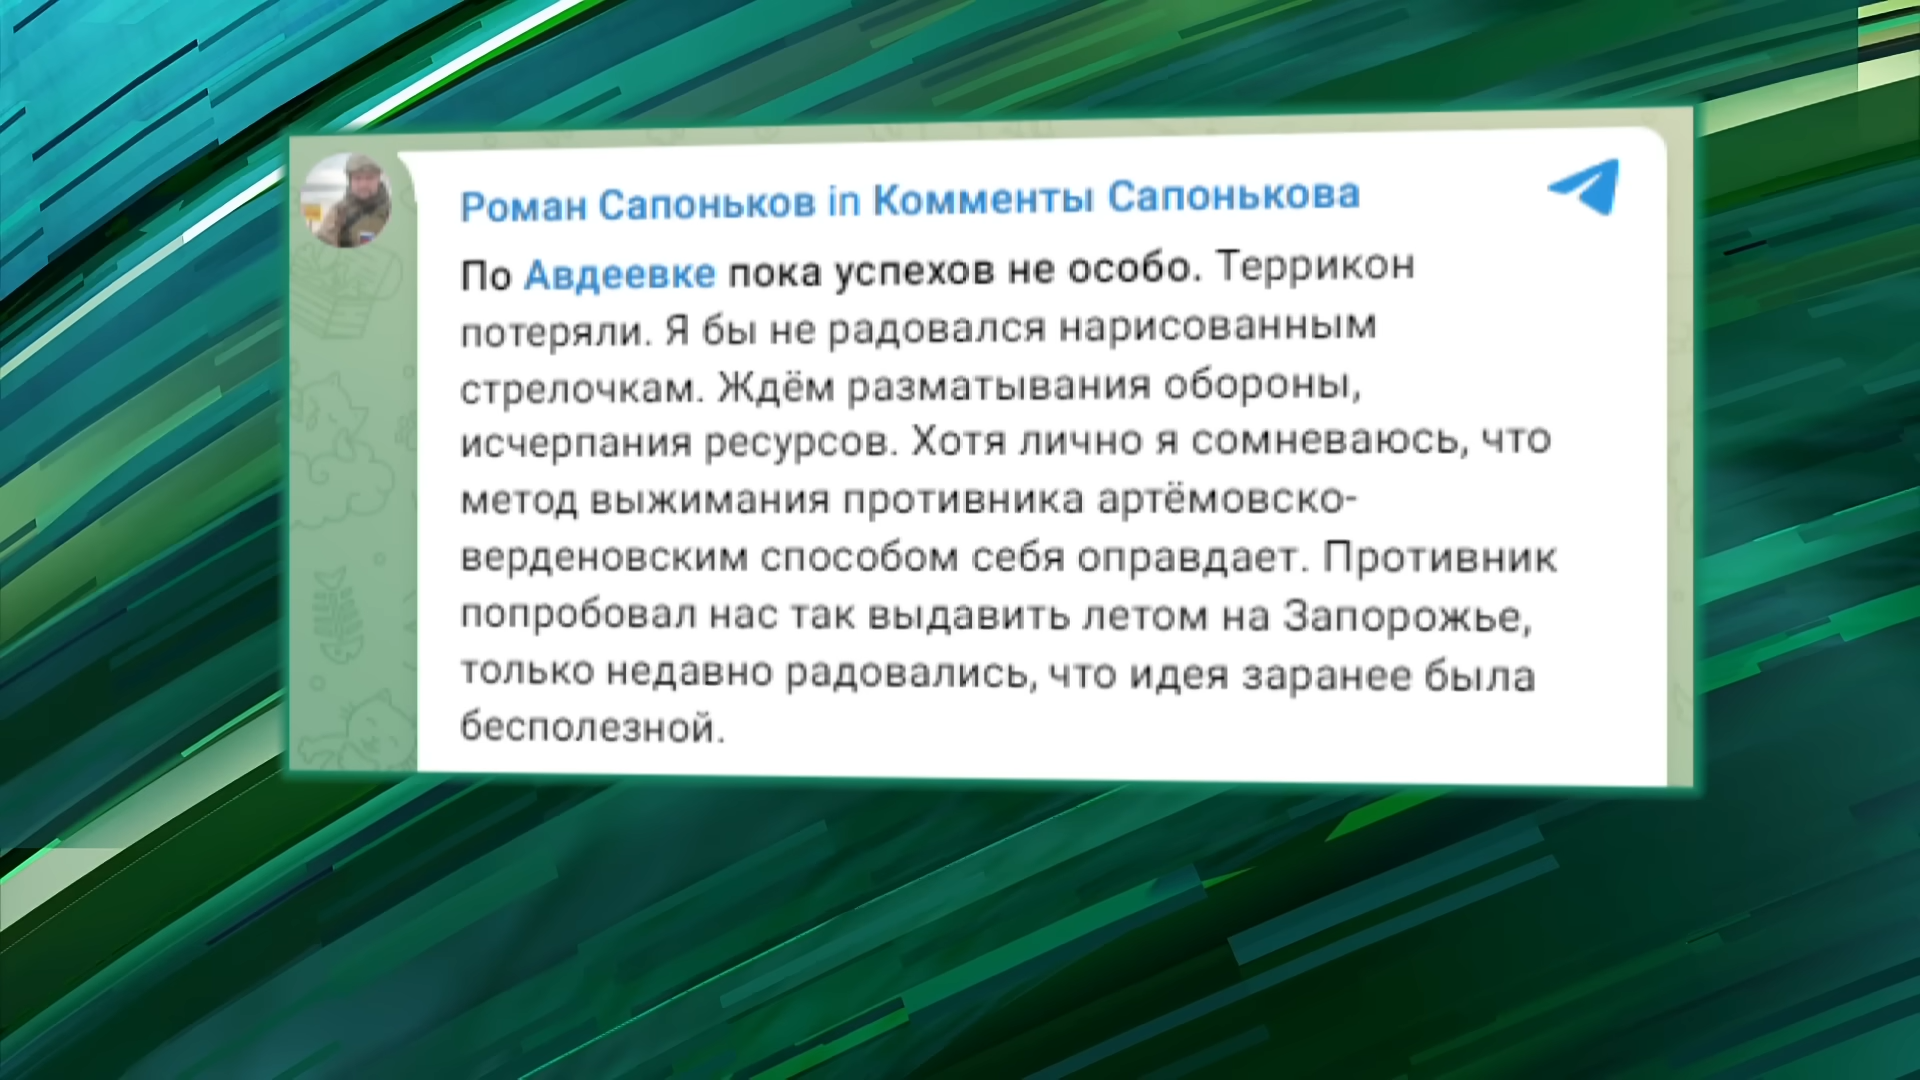 Роман Сапоньков in Комменты Сапонькова
По Авдеевке пока успехов не особо. Террикон
потеряли. Я бы не радовался нарисованным
стрелочкам. Ждём разматывания обороны,
исчерпания ресурсов. Хотя лично я сомневаюсь, что
метод выжимания противника артёмовско-
верденовским способом себя оправдает. Противник
попробовал нас так выдавить летом на Запорожье,
только недавно радовались, что идея заранее была
бесполезной.